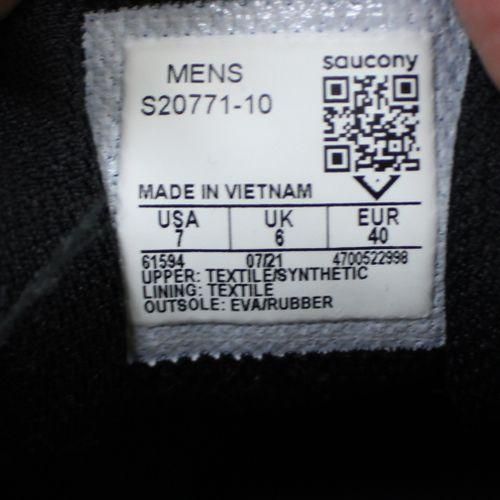 saucony
MENS
S20771-10
MADE IN VIETNAM
USA UK EUR
7 6 40
61594 07/21 4700522998
UPPER: TEXTILE/SYNTHETIC
LINING: TEXTILE
OUTSOLE: EVA/RUBBER